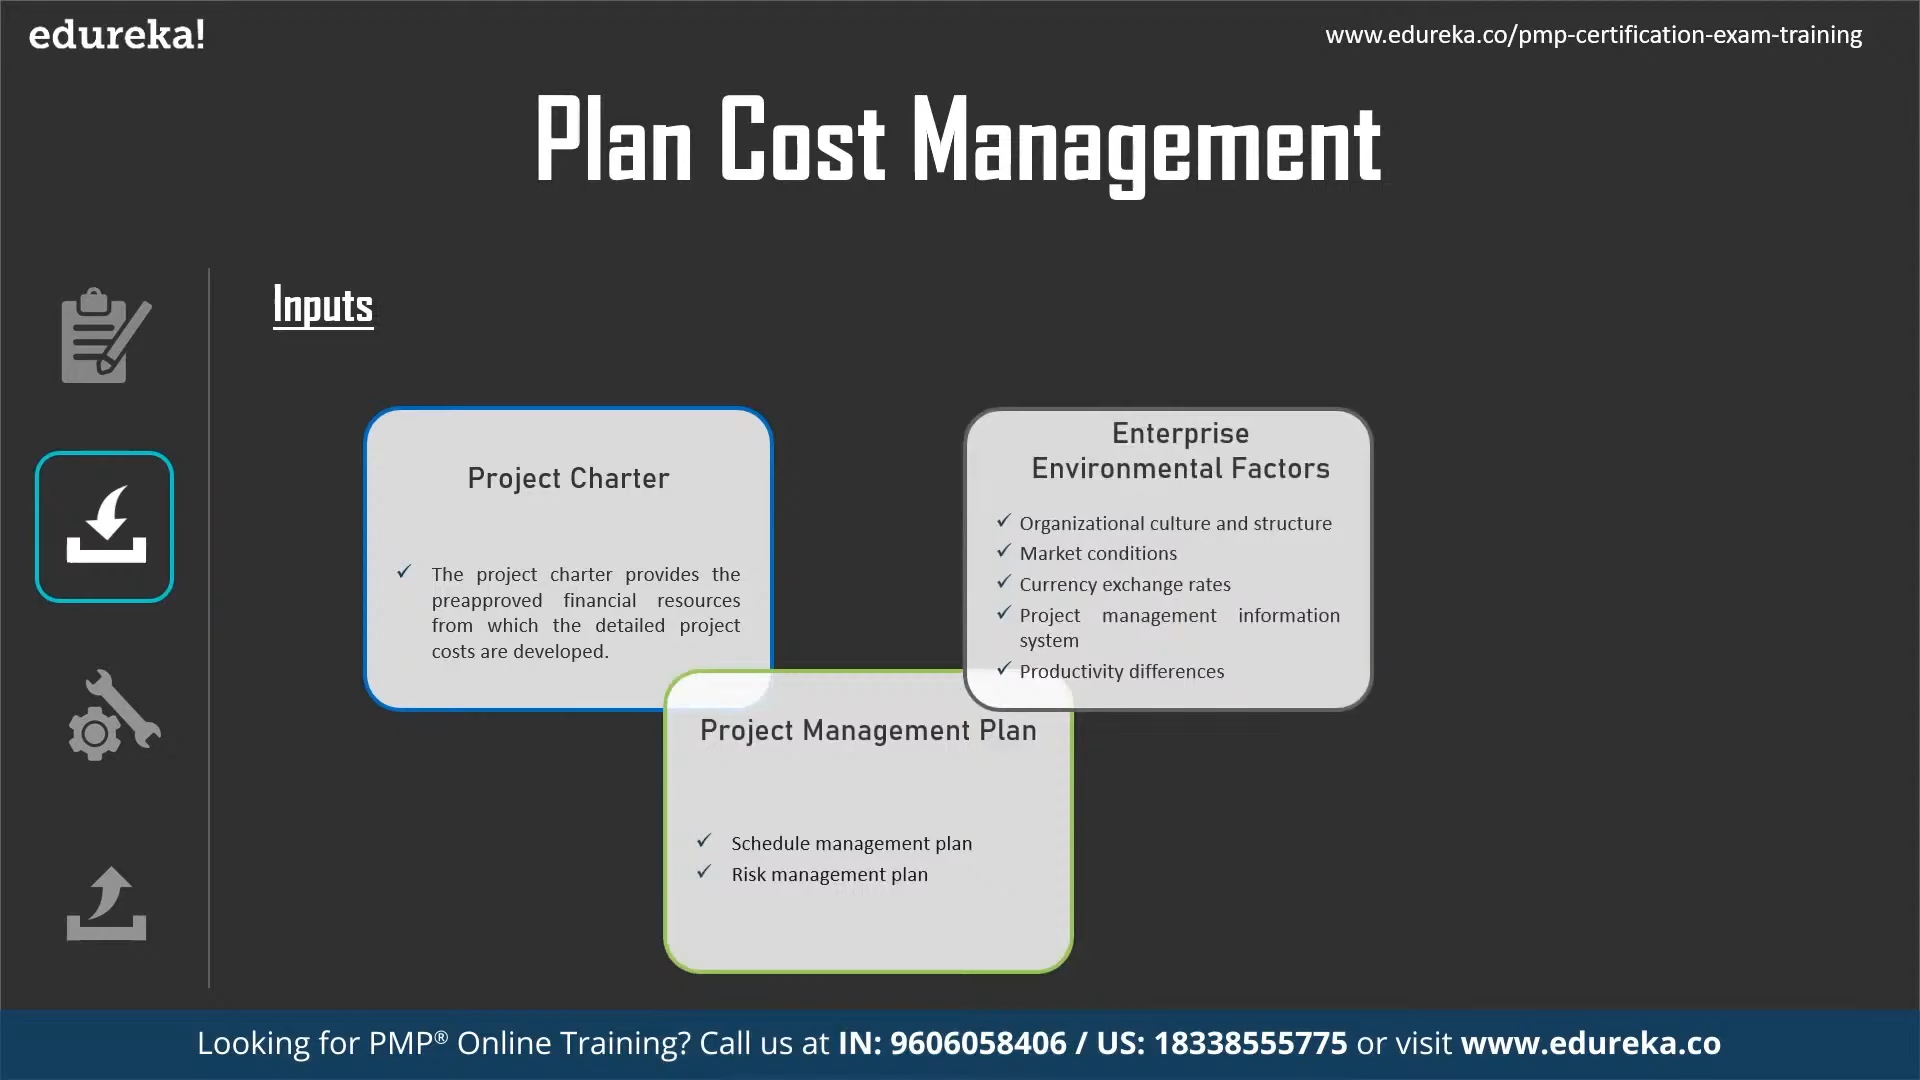 edureka!
www.edureka.co/pmp-certification-exam-training
Plan Cost Management
Inputs
Project Charter
The project charter provides the
preapproved financial resources
from which the detailed project
costs are developed.
Enterprise
Environmental Factors
Organizational culture and structure
Market conditions
Currency exchange rates
Project management information
system
Productivity differences
Project Management Plan
Schedule management plan
Risk management plan
Looking for PMP® Online Training? Call us at IN: 9606058406 / US: 18338555775 or visit www.edureka.co